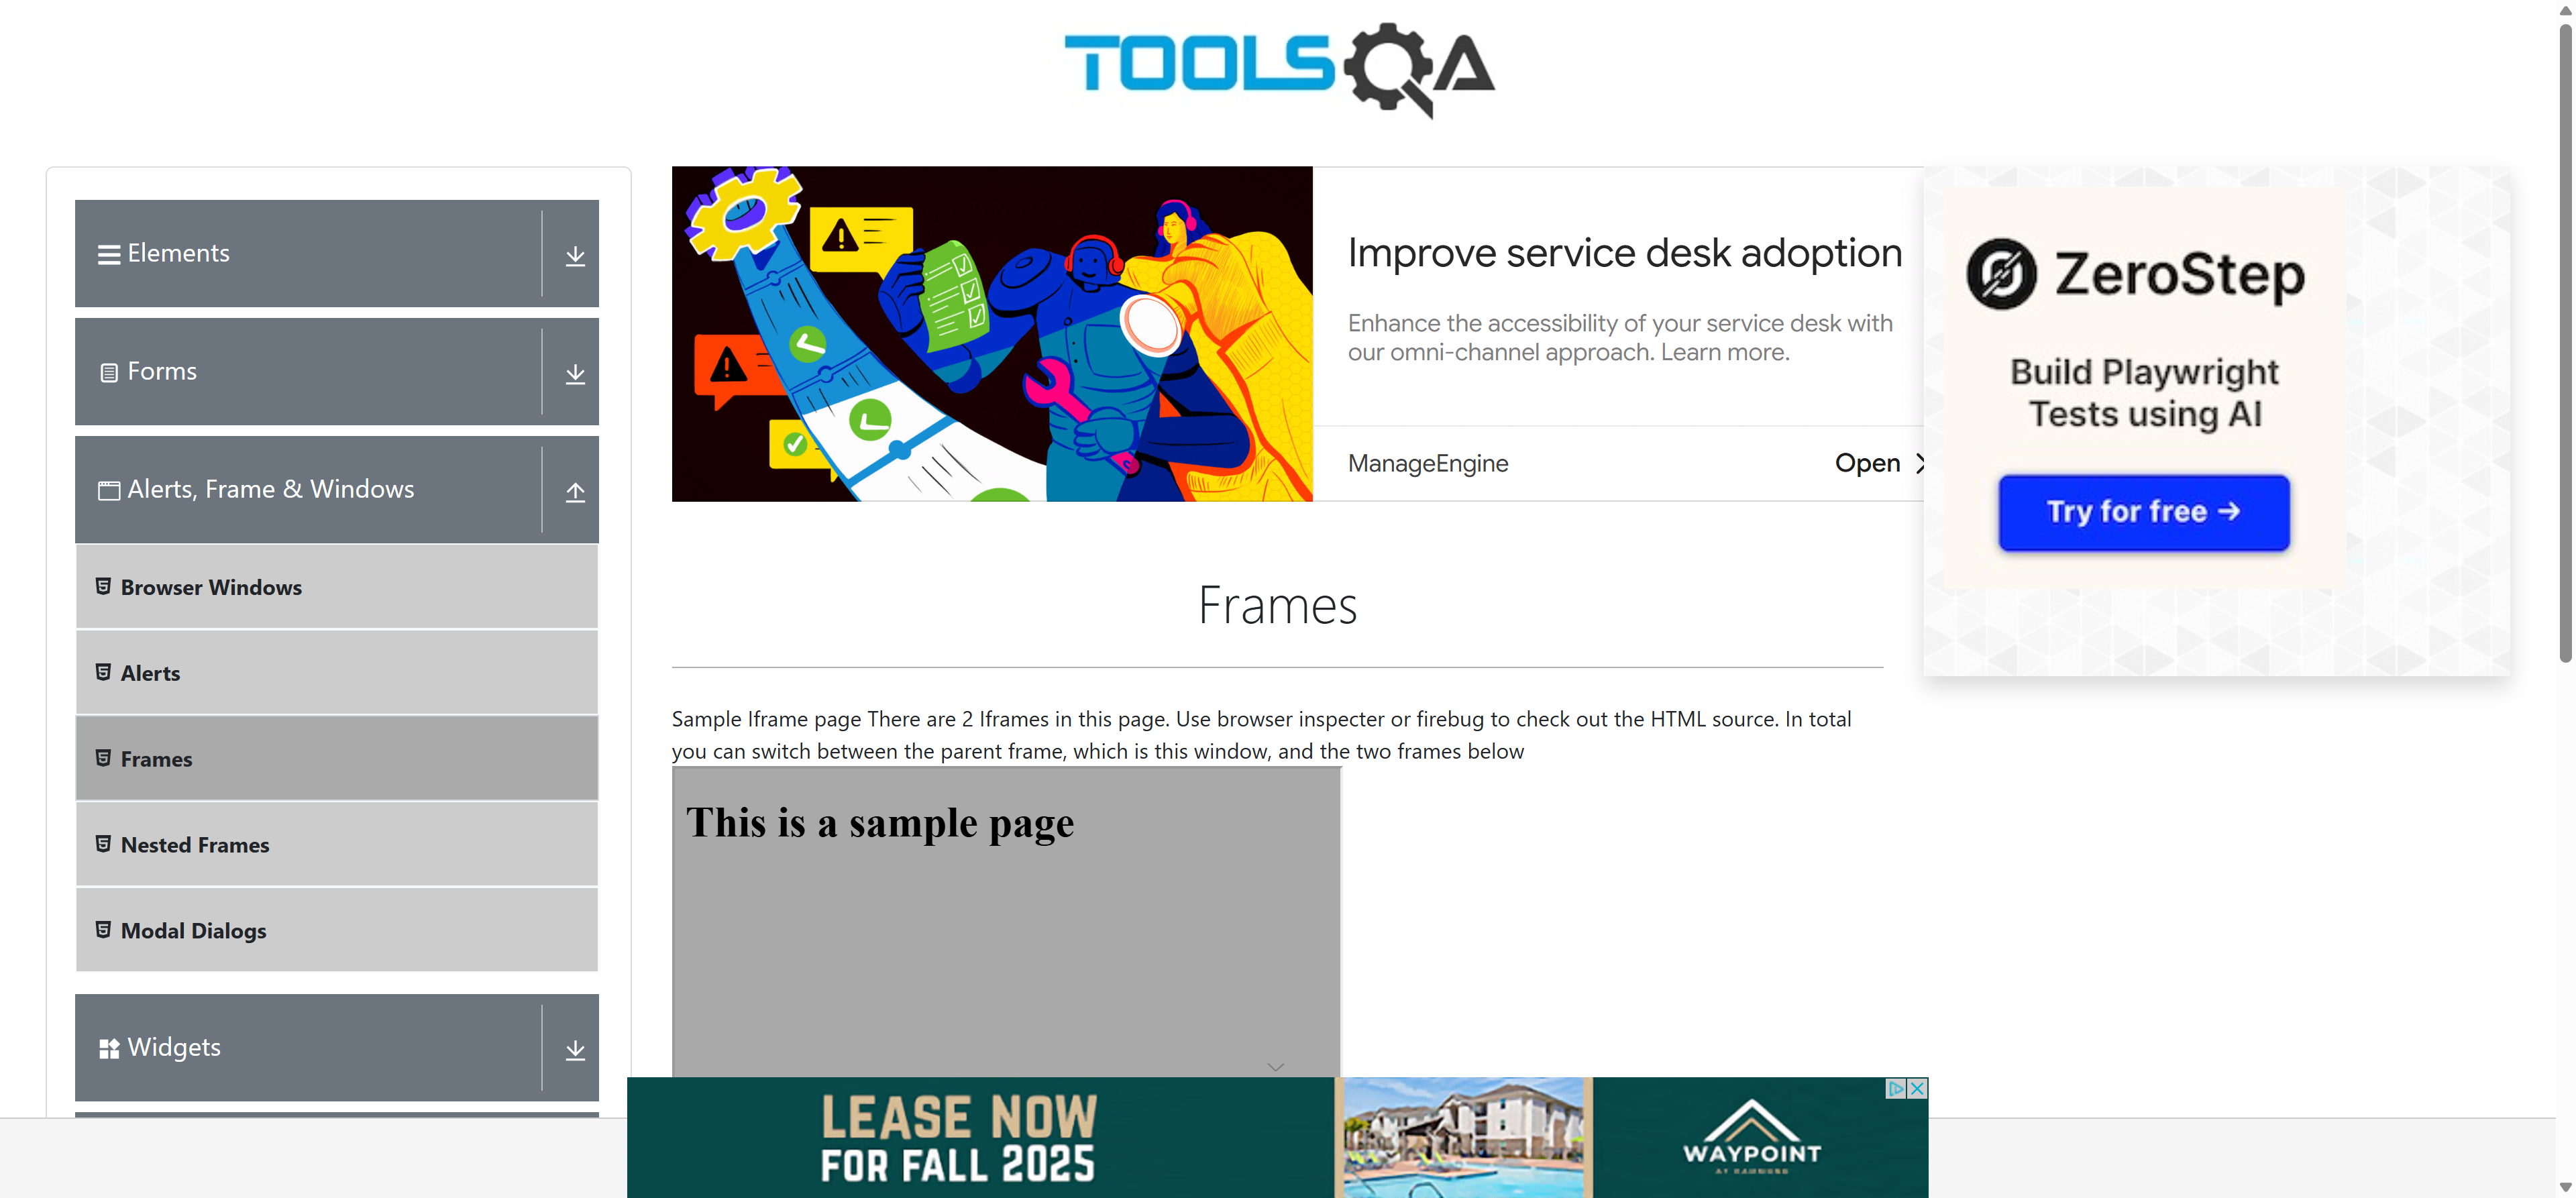 TOOLSQA
Elements
Forms
Alerts, Frame & Windows
Browser Windows
Alerts
Frames
Nested Frames
Modal Dialogs
Widgets
Improve service desk adoption
Enhance the accessibility of your service desk with
our omni-channel approach. Learn more.
ManageEngine
Open
ZeroStep
Build Playwright
Tests using AI
Try for free →
Frames
Sample Iframe page There are 2 Iframes in this page. Use browser inspecter or firebug to check out the HTML source. In total
you can switch between the parent frame, which is this window, and the two frames below
This is a sample page
LEASE NOW
FOR FALL 2025
WAYPOINT